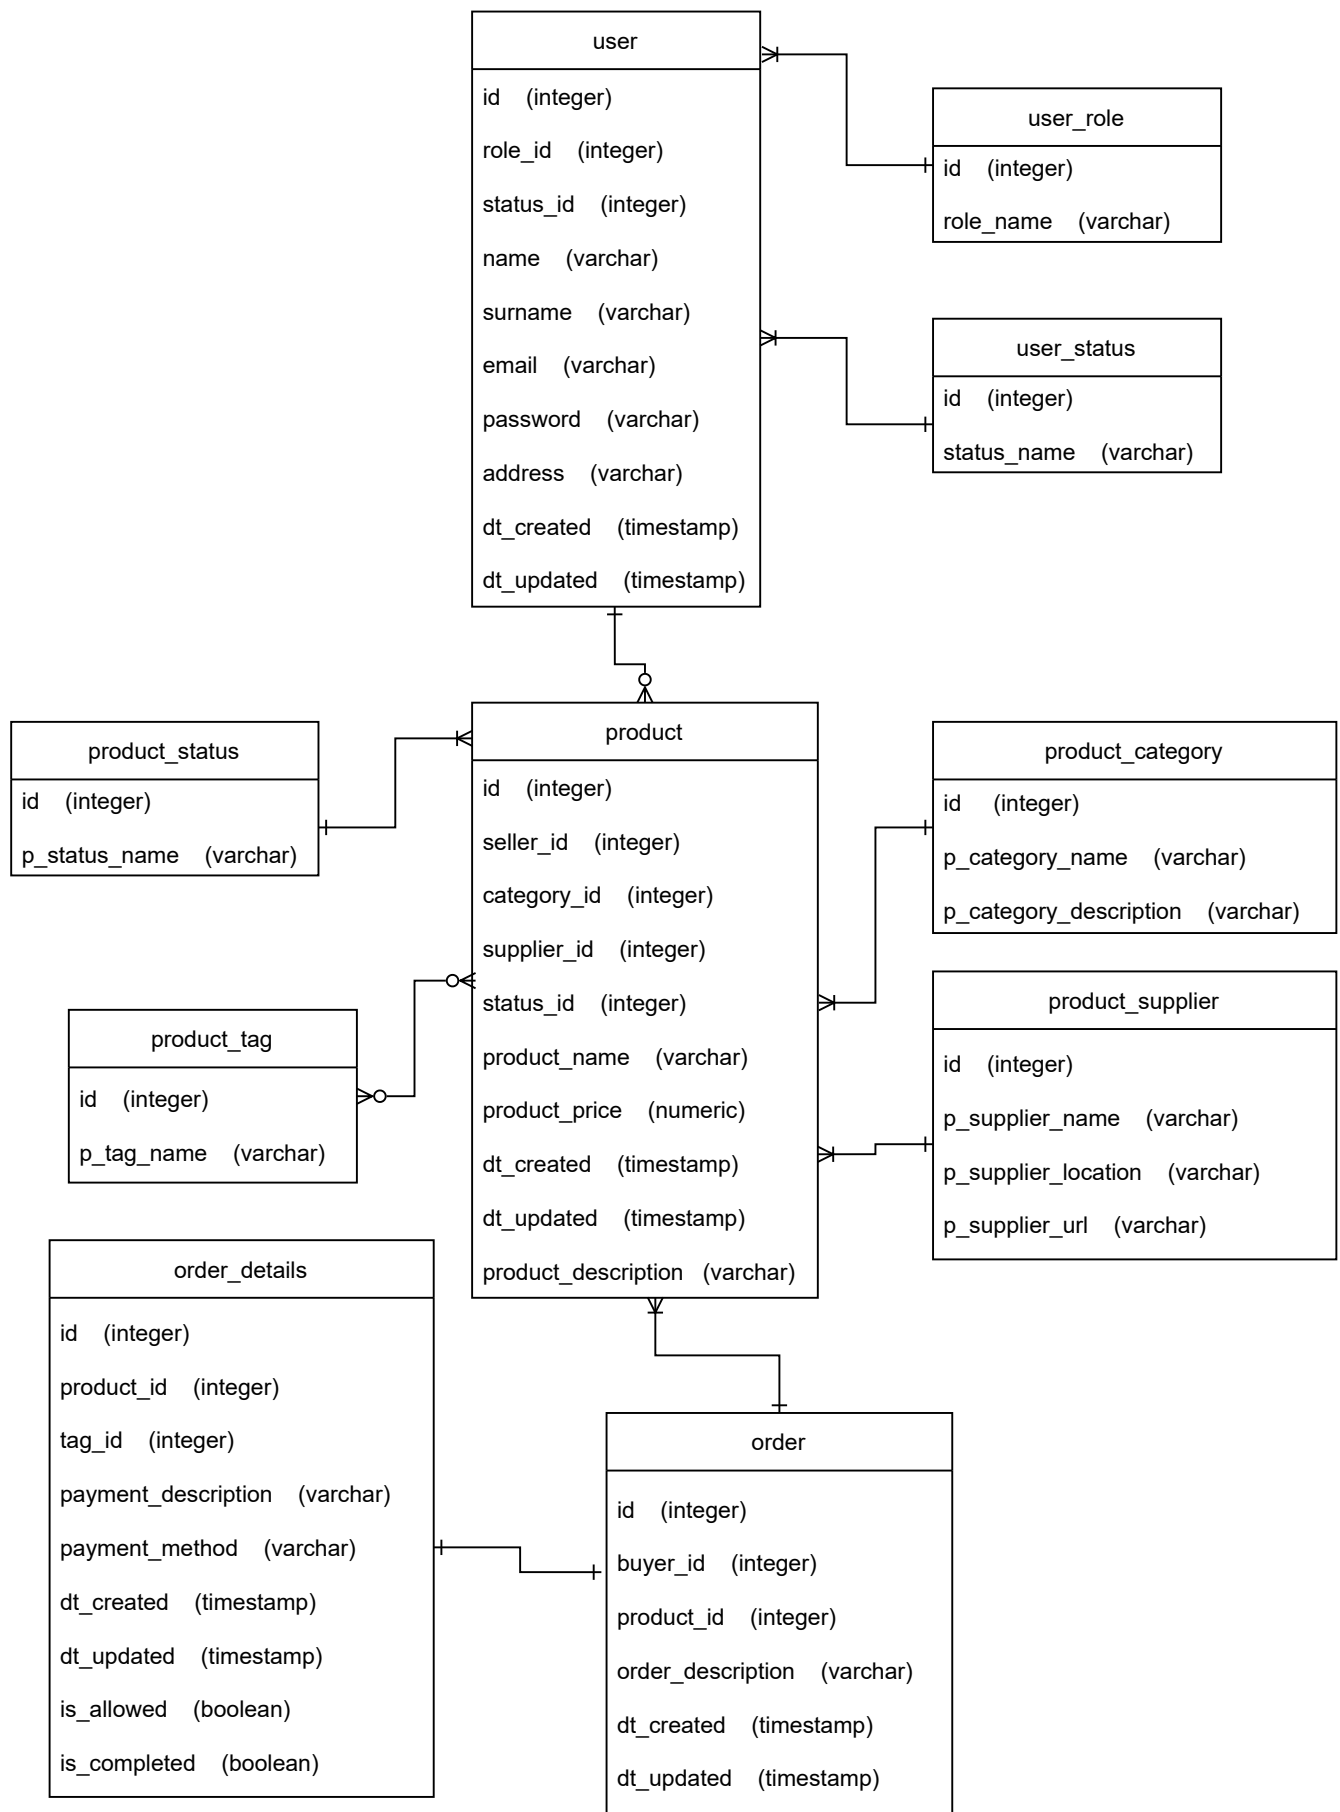 user
id (integer)
role_id (integer)
status_id (integer)
name (varchar)
surname (varchar)
email (varchar)
password (varchar)
address (varchar)
dt_created (timestamp)
dt_updated (timestamp)
user_role
id (integer)
role_name (varchar)
user_status
id (integer)
status_name (varchar)
product_status
id (integer)
p_status_name (varchar)
product
id (integer)
seller_id (integer)
category_id (integer)
supplier_id (integer)
status_id (integer)
product_name (varchar)
product_price (numeric)
dt_created (timestamp)
dt_updated (timestamp)
product_description (varchar)
product_category
id (integer)
p_category_name (varchar)
p_category_description (varchar)
product_tag
id (integer)
p_tag_name (varchar)
product_supplier
id (integer)
p_supplier_name (varchar)
p_supplier_location (varchar)
p_supplier_url (varchar)
order_details
id (integer)
product_id (integer)
tag_id (integer)
payment_description (varchar)
payment_method (varchar)
dt_created (timestamp)
dt_updated (timestamp)
is_allowed (boolean)
is_completed (boolean)
order
id (integer)
buyer_id (integer)
product_id (integer)
order_description (varchar)
dt_created (timestamp)
dt_updated (timestamp)